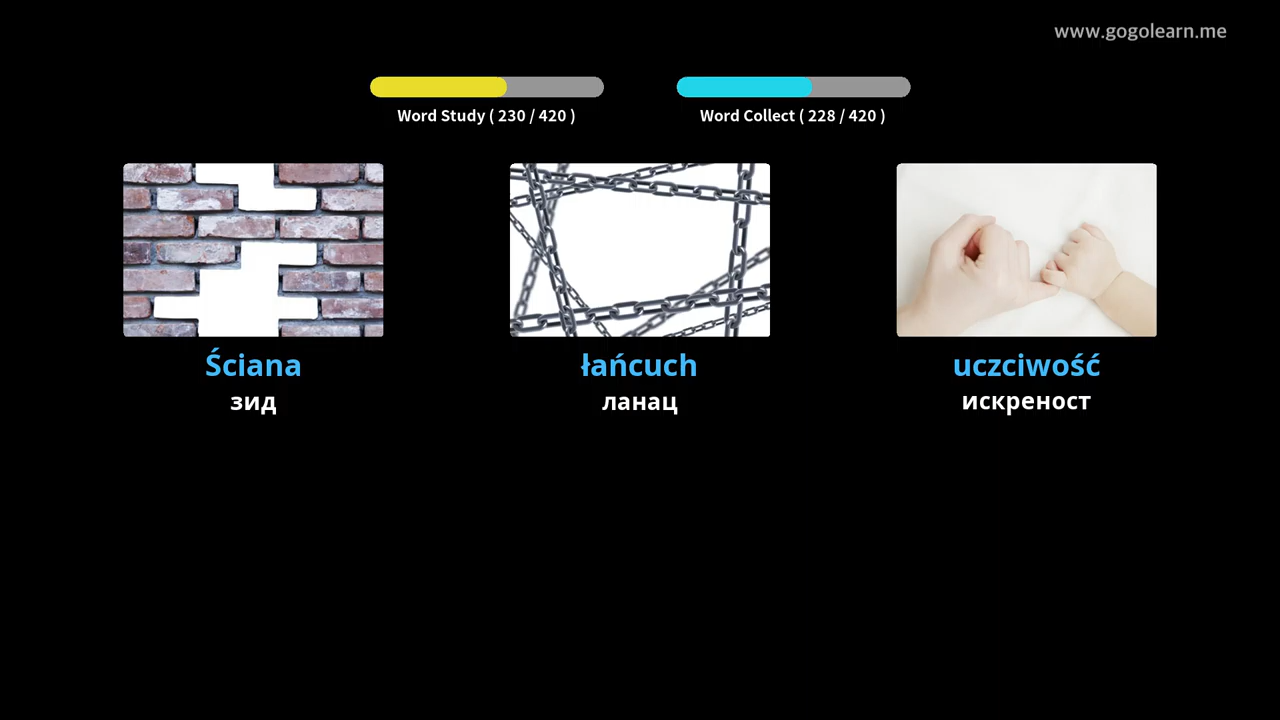 www.gogolearn.me
Word Study ( 230 / 420 )
Word Collect ( 228 / 420 )
Ściana
зид
łańcuch
ланац
uczciwość
искреност